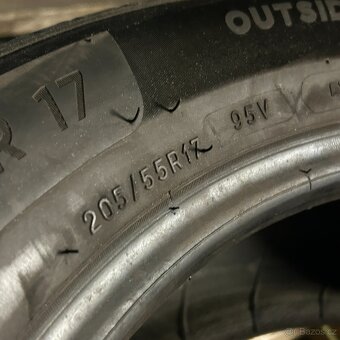 OUTSID
R 17
205/55R17 95V
© Bazos.cz